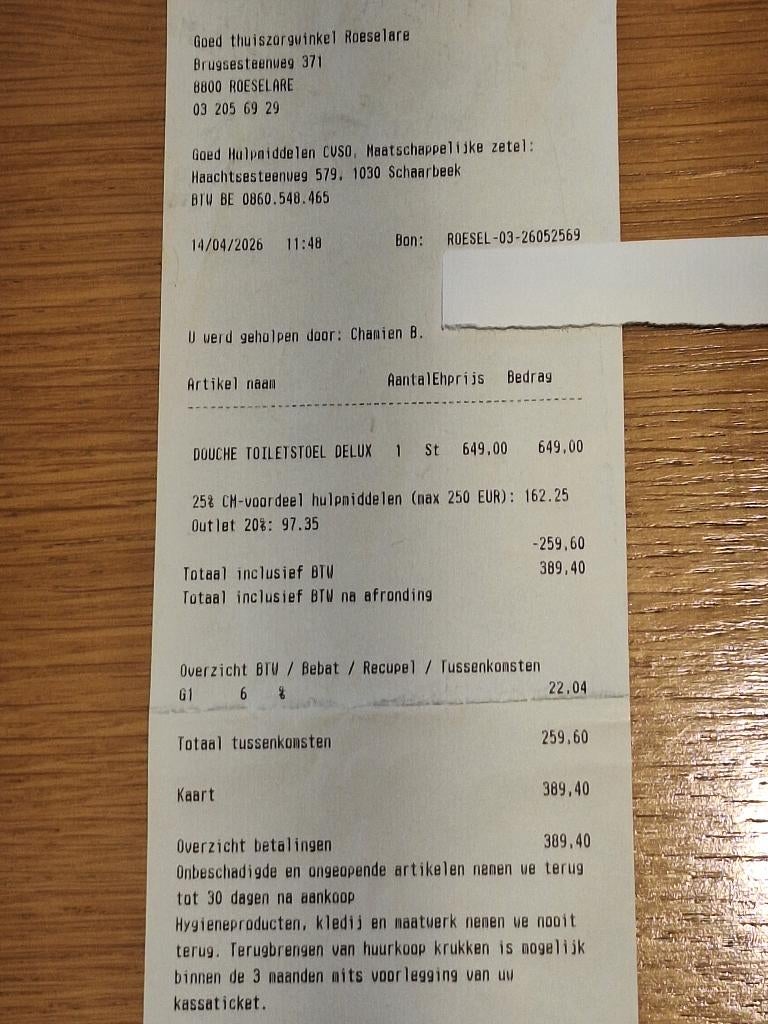 Goed thuiszorgwinkel Roeselare
Brugsesteenweg 371
8800 ROESELARE
03 205 69 29
Goed Hulpmiddelen CVSO, Maatschappelijke zetel:
Haachtsesteenweg 579, 1030 Schaarbeek
BTW BE 0860.548.465
14/04/2026 11:48 Bon: ROESEL-03-26052569
U werd geholpen door: Chamien B.
Artikel naam AantalEhprijs Bedrag
DOUCHE TOILETSTOEL DELUX 1 St 649,00 649,00
25% CM-voordeel hulpmiddelen (max 250 EUR): 162.25
Outlet 20%: 97.35
-259,60
Totaal inclusief BTW 389,40
Totaal inclusief BTW na afronding
Overzicht BTW / Bebat / Recupel / Tussenkomsten
G1 6 % 22,04
Totaal tussenkomsten 259,60
Kaart 389,40
Overzicht betalingen 389,40
Onbeschadigde en ongeopende artikelen nemen we terug
tot 30 dagen na aankoop
Hygieneproducten, kledij en maatwerk nemen we nooit
terug. Terugbrengen van huurkoop krukken is mogelijk
binnen de 3 maanden mits voorlegging van uw
kassaticket.